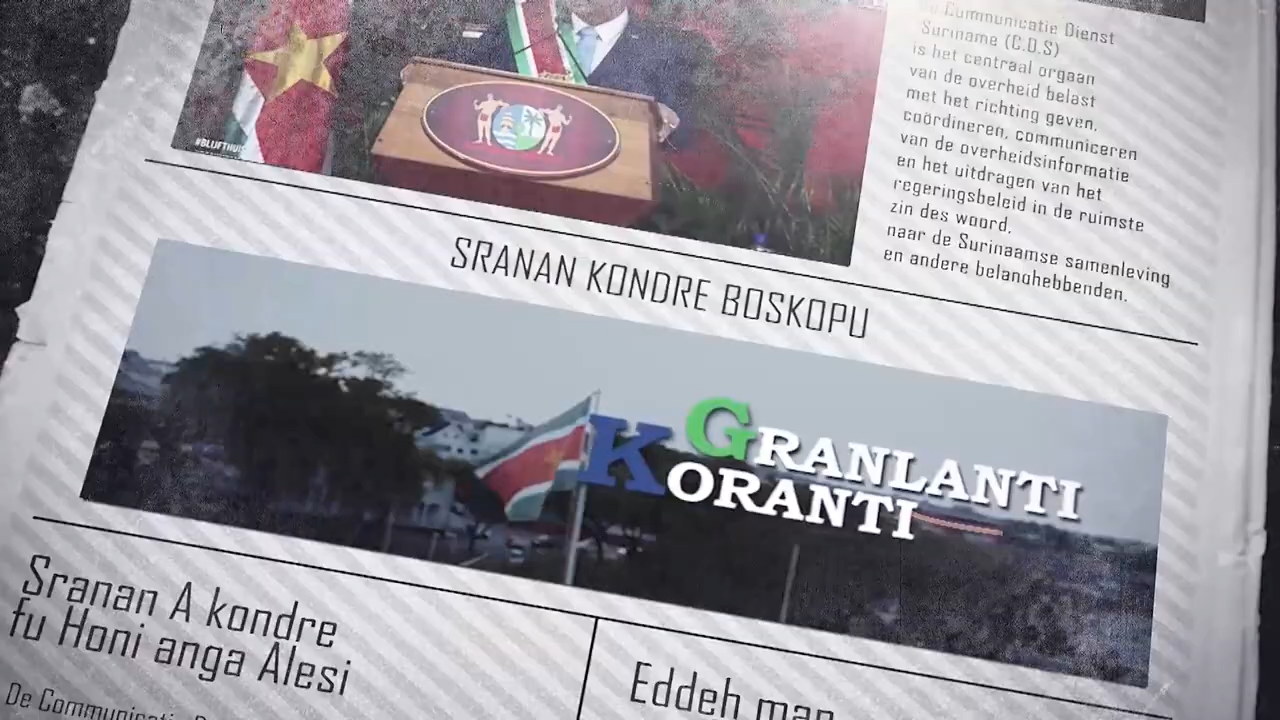 #BLUFTHUIS
Communicatie Dienst
Suriname (C.D.S)
is het centraal orgaan
van de overheid belast
met het richting geven,
coördineren, communiceren
van de overheidsinformatie
en het uitdragen van het
regeringsbeleid in de ruimste
zin des woord,
naar de Surinaamse samenleving
en andere belanghebbenden.
SRANAN KONDRE BOSKOPU
GRANLANTI
KORANTI
Sranan A kondre
fu Honi anga Alesi
De Communicatie
Eddeh man